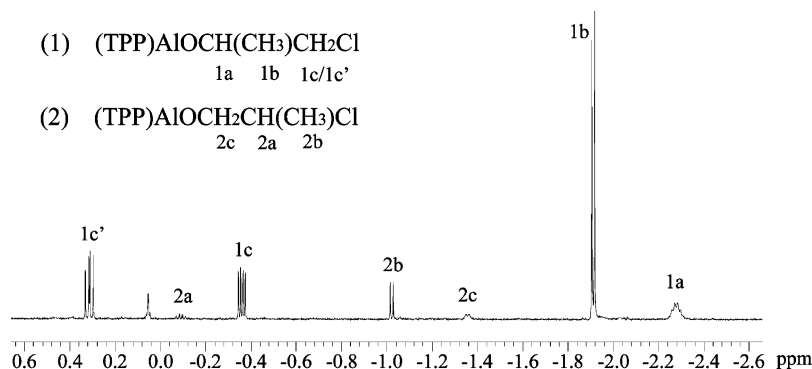 (1) (TPP)AlOCH(CH3)CH2Cl
1a 1b 1c/1c’
(2) (TPP)AlOCH2CH(CH3)Cl
2c 2a 2b
1b
1c’
1c
2b
2a
2c
1a
0.6 0.4 0.2 0.0 -0.2 -0.4 -0.6 -0.8 -1.0 -1.2 -1.4 -1.6 -1.8 -2.0 -2.2 -2.4 -2.6 ppm